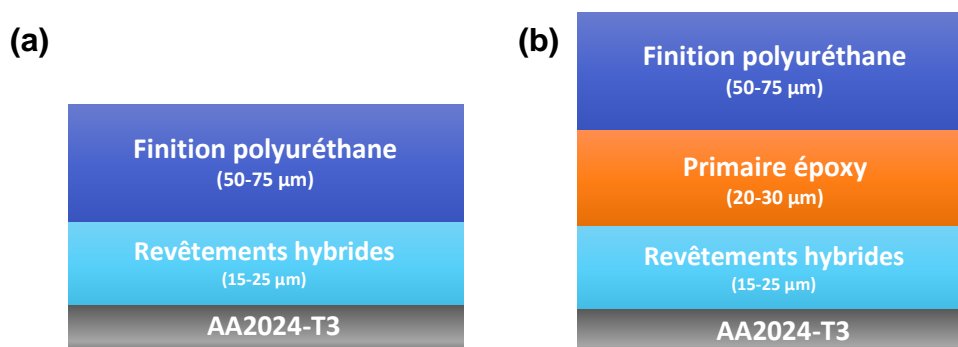 (a)
Finition polyuréthane
(50-75 µm)
Revêtements hybrides
(15-25 µm)
AA2024-T3
(b)
Finition polyuréthane
(50-75 µm)
Primaire époxy
(20-30 µm)
Revêtements hybrides
(15-25 µm)
AA2024-T3